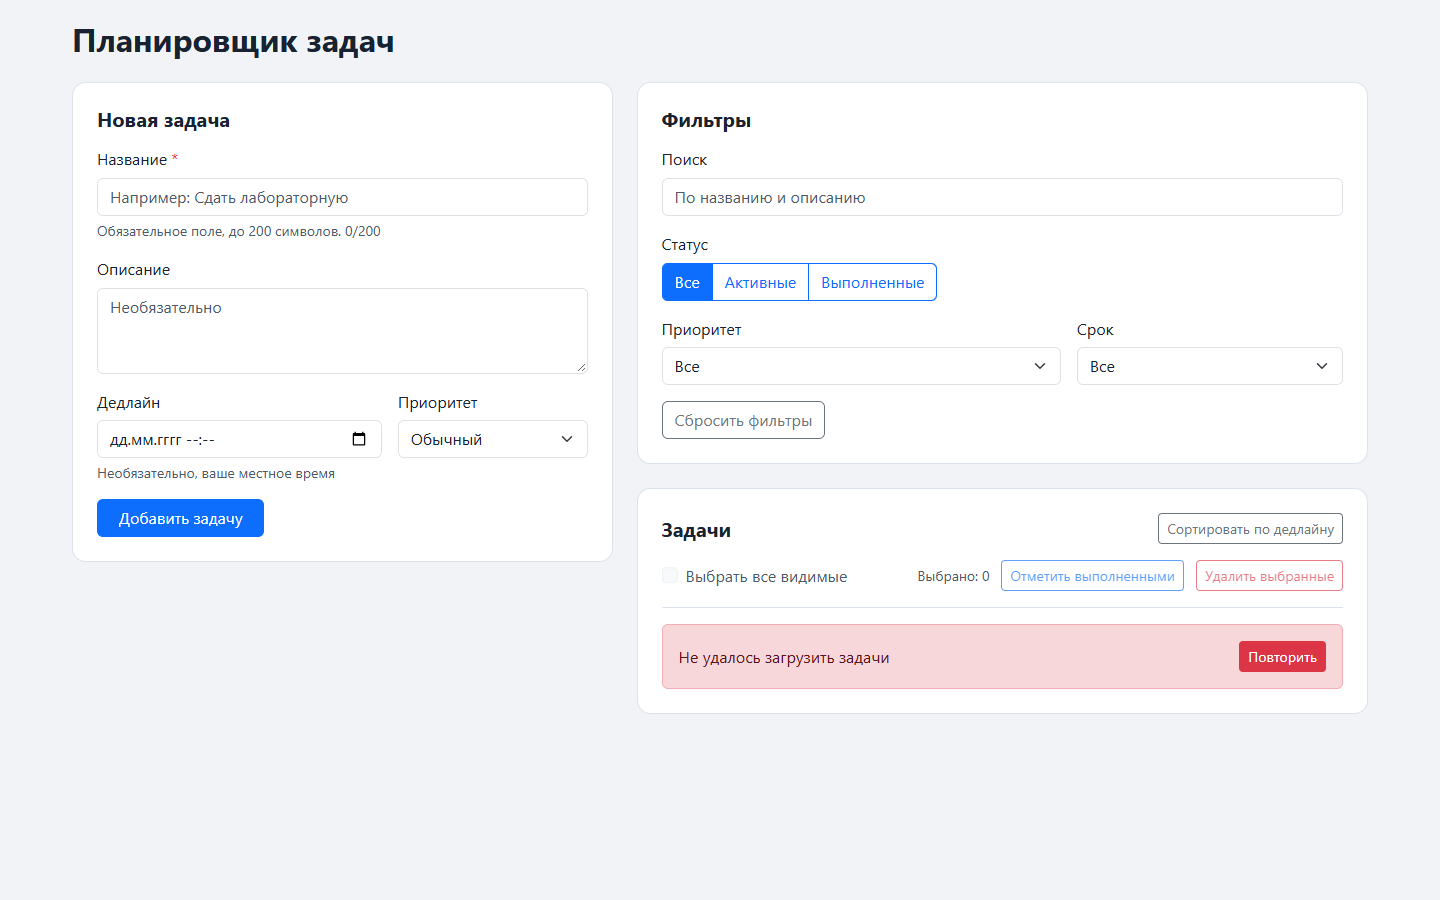 Планировщик задач
Новая задача
Название *
Например: Сдать лабораторную
Обязательное поле, до 200 символов. 0/200
Описание
Необязательно
Дедлайн
Приоритет
дд.мм.гггг --:--
Обычный
Необязательно, ваше местное время
Добавить задачу
Фильтры
Поиск
По названию и описанию
Статус
Все
Активные
Выполненные
Приоритет
Срок
Все
Все
Сбросить фильтры
Задачи
Сортировать по дедлайну
Выбрать все видимые
Выбрано: 0
Отметить выполненными
Удалить выбранные
Не удалось загрузить задачи
Повторить